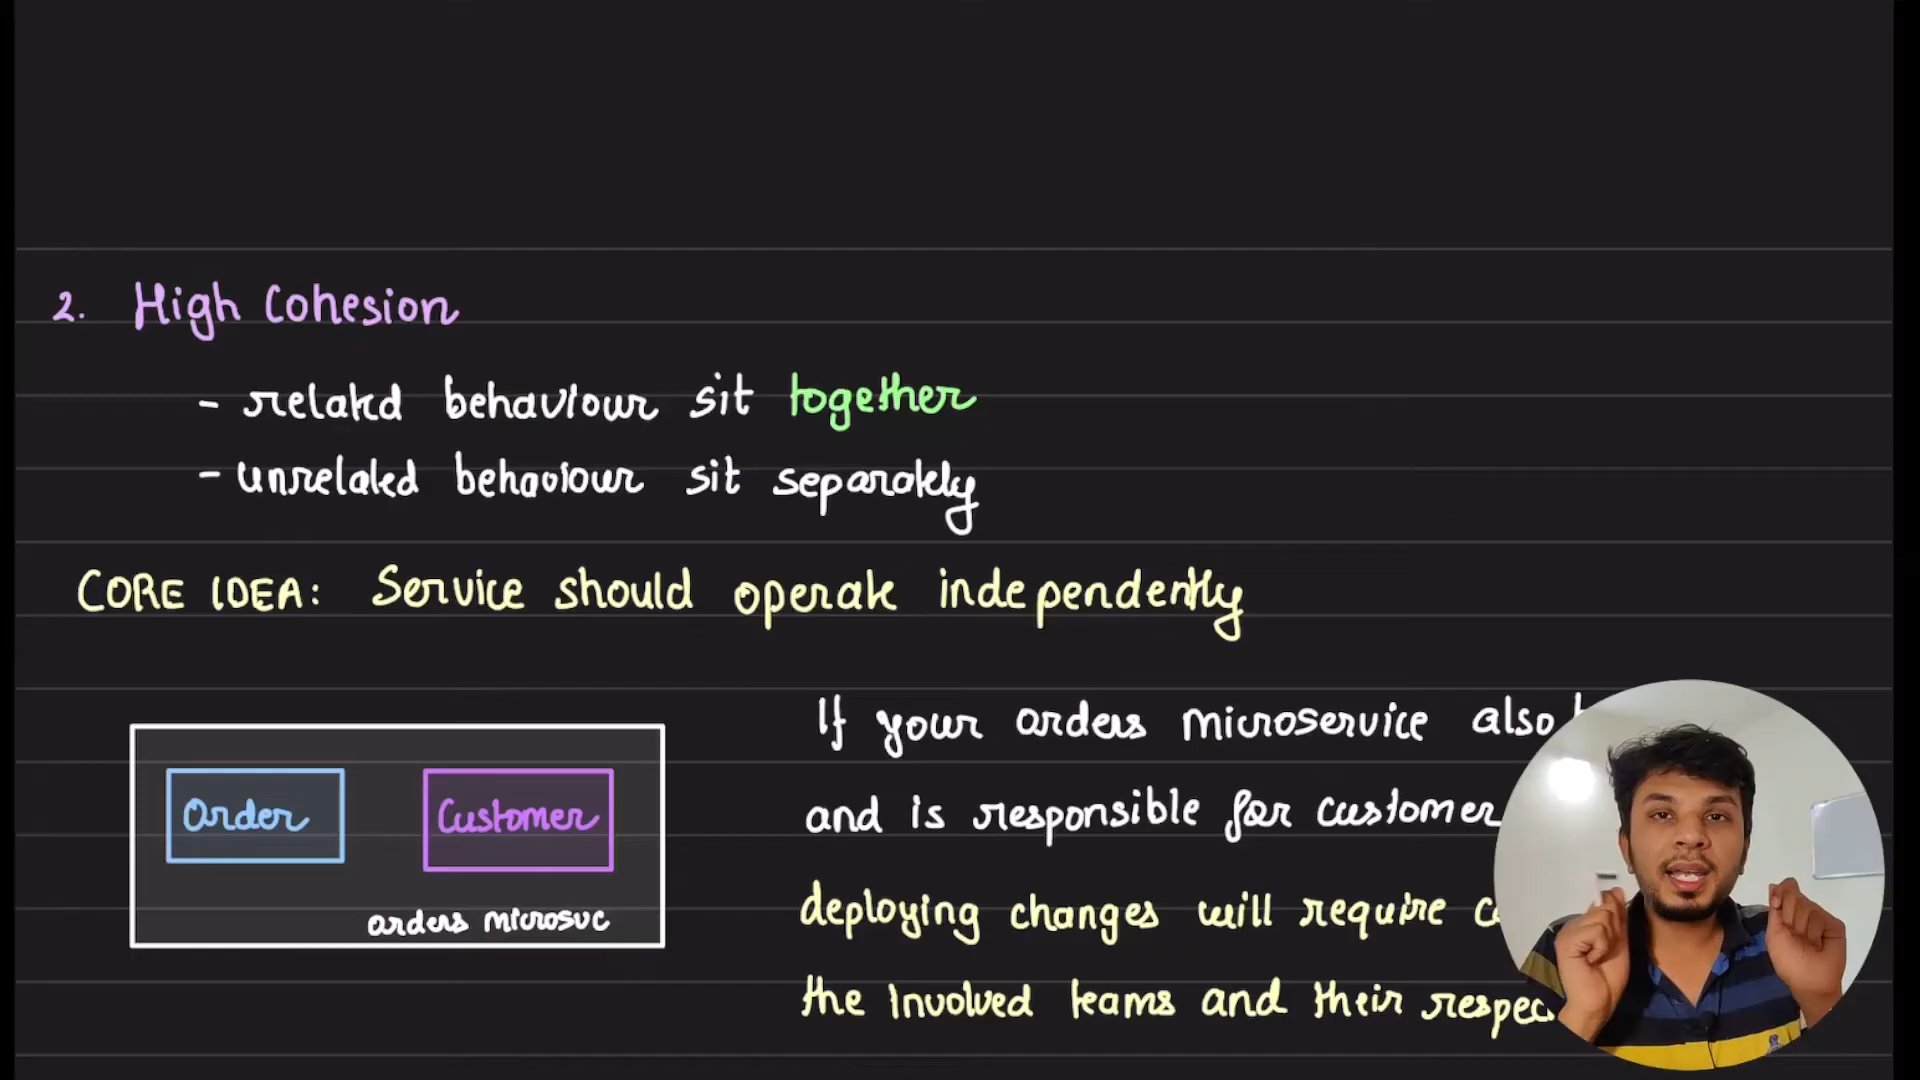 2. High Cohesion
- related behaviour sit together
- unrelated behaviour sit separately
CORE IDEA: Service should operate independently
Order
Customer
orders microsvc
If your orders microservice also
and is responsible for customer
deploying changes will require
the involved teams and their